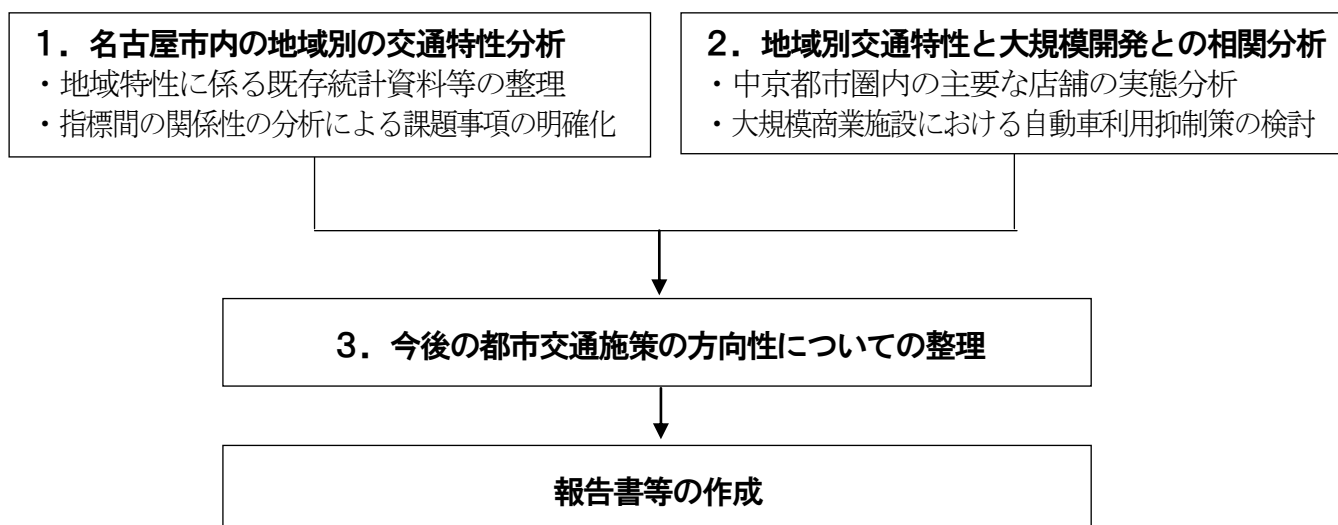 １．名古屋市内の地域別の交通特性分析
・地域特性に係る既存統計資料等の整理
・指標間の関係性の分析による課題事項の明確化
２．地域別交通特性と大規模開発との相関分析
・中京都市圏内の主要な店舗の実態分析
・大規模商業施設における自動車利用抑制策の検討
３．今後の都市交通施策の方向性についての整理
報告書等の作成